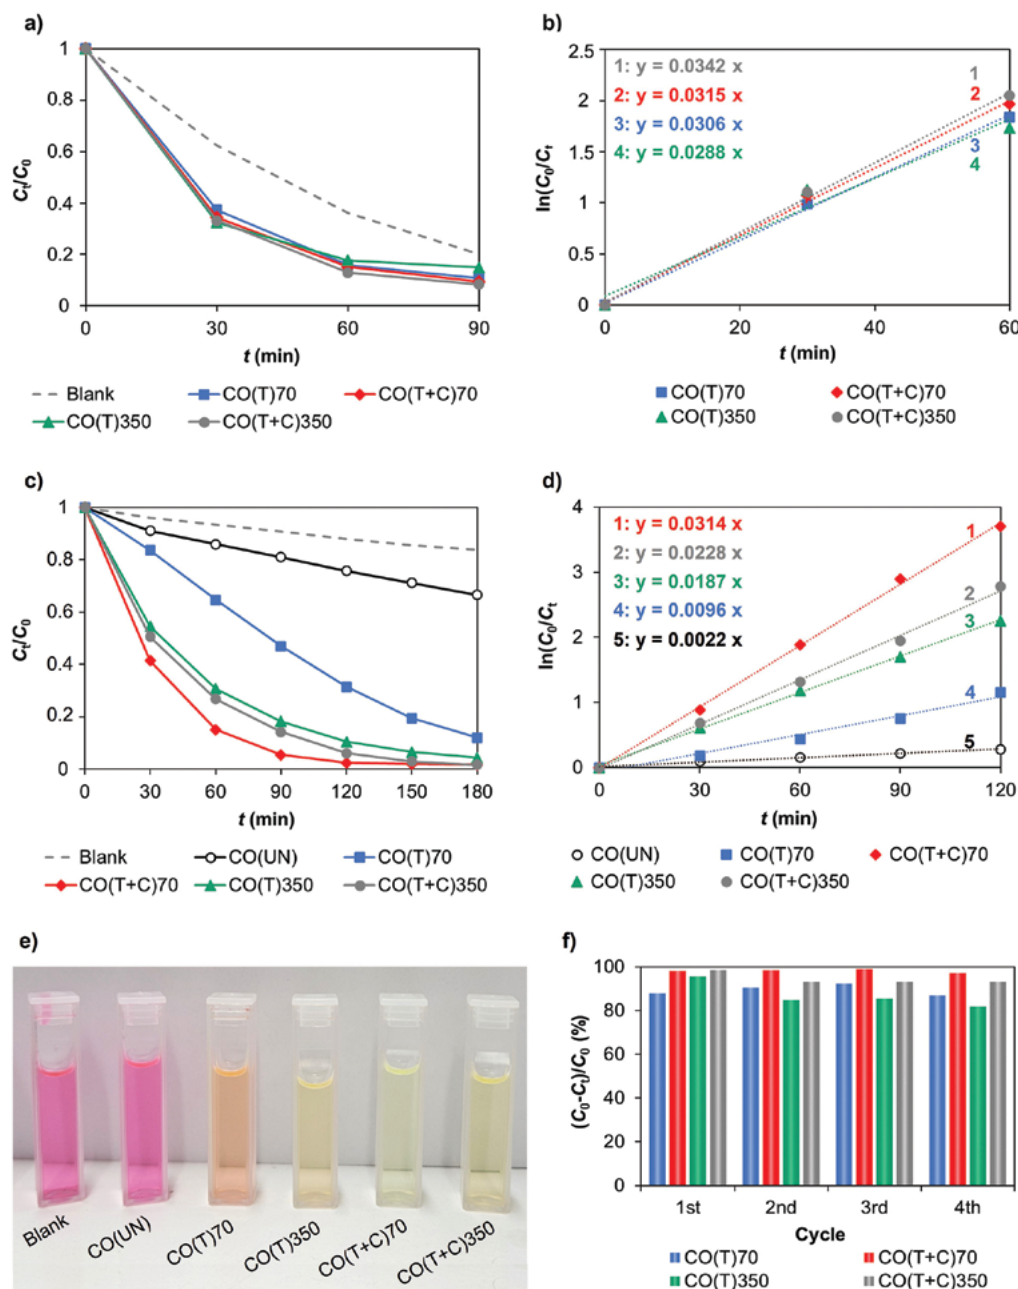 a)
1
0.8
0.6
0.4
0.2
0
Cₜ/C₀
0 30 60 90
t (min)
Blank CO(T)70 CO(T+C)70
CO(T)350 CO(T+C)350
b)
2.5
2
1.5
1
0.5
0
ln(C₀/Cₜ)
1: y = 0.0342 x
2: y = 0.0315 x
3: y = 0.0306 x
4: y = 0.0288 x
1
2
3
4
0 20 40 60
t (min)
CO(T)70 CO(T+C)70
CO(T)350 CO(T+C)350
c)
1
0.8
0.6
0.4
0.2
0
Cₜ/C₀
0 30 60 90 120 150 180
t (min)
Blank CO(UN) CO(T)70
CO(T+C)70 CO(T)350 CO(T+C)350
d)
4
3
2
1
0
ln(C₀/Cₜ)
1: y = 0.0314 x
2: y = 0.0228 x
3: y = 0.0187 x
4: y = 0.0096 x
5: y = 0.0022 x
1
2
3
4
5
0 30 60 90 120
t (min)
CO(UN) CO(T)70 CO(T+C)70
CO(T)350 CO(T+C)350
e)
Blank
CO(UN)
CO(T)70
CO(T)350
CO(T+C)70
CO(T+C)350
f)
100
80
60
40
20
0
(C₀-Cₜ)/C₀ (%)
1st 2nd 3rd 4th
Cycle
CO(T)70 CO(T+C)70
CO(T)350 CO(T+C)350